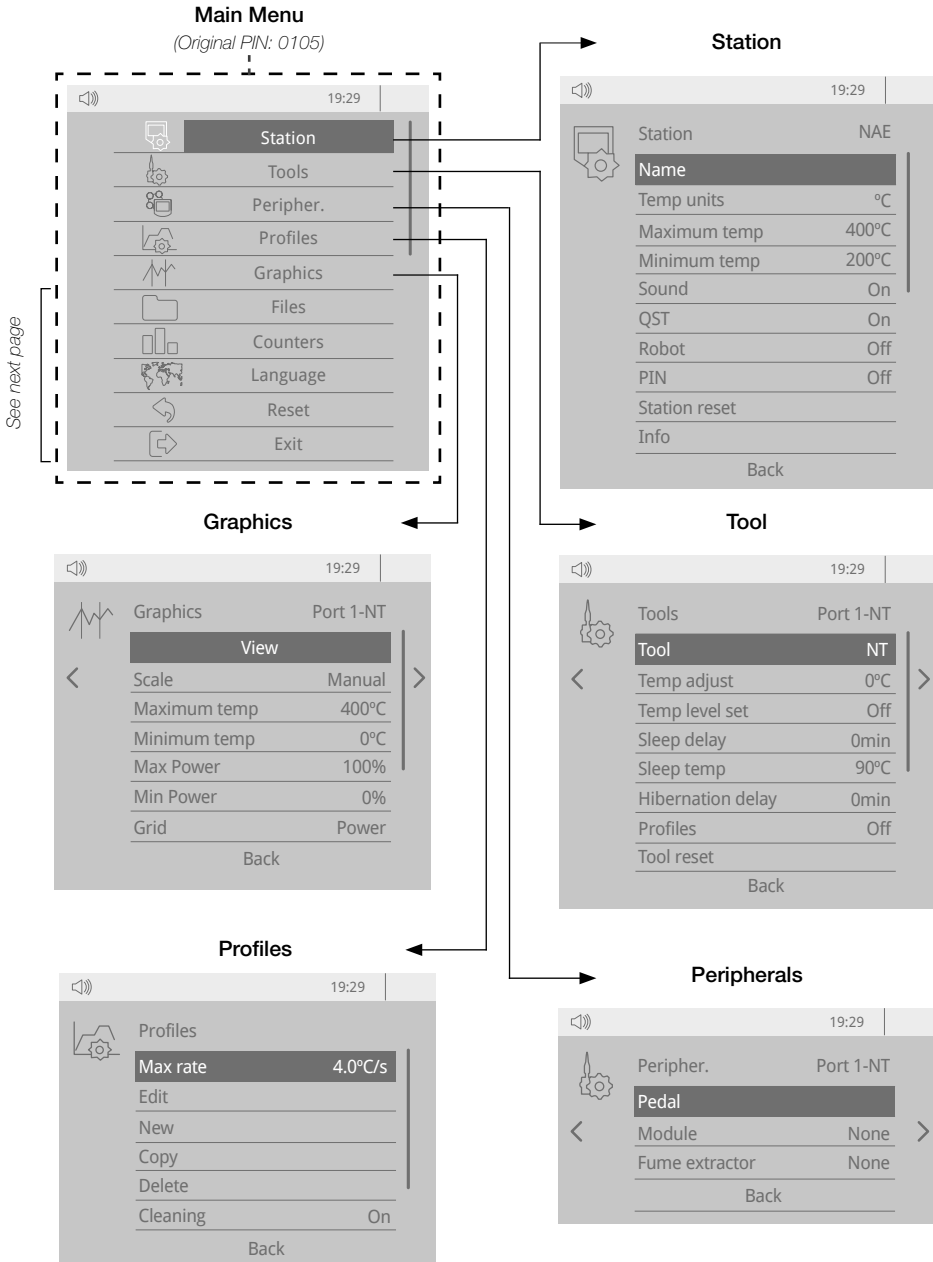 Main Menu
(Original PIN: 0105)
19:29
Station
Tools
Peripher.
Profiles
Graphics
Files
Counters
Language
Reset
Exit
See next page
Station
19:29
Station NAE
Name
Temp units ºC
Maximum temp 400ºC
Minimum temp 200ºC
Sound On
QST On
Robot Off
PIN Off
Station reset
Info
Back
Graphics
19:29
Graphics Port 1-NT
View
Scale Manual
Maximum temp 400ºC
Minimum temp 0ºC
Max Power 100%
Min Power 0%
Grid Power
Back
Tool
19:29
Tools Port 1-NT
Tool NT
Temp adjust 0ºC
Temp level set Off
Sleep delay 0min
Sleep temp 90ºC
Hibernation delay 0min
Profiles Off
Tool reset
Back
Profiles
19:29
Profiles
Max rate 4.0ºC/s
Edit
New
Copy
Delete
Cleaning On
Back
Peripherals
19:29
Peripher. Port 1-NT
Pedal
Module None
Fume extractor None
Back